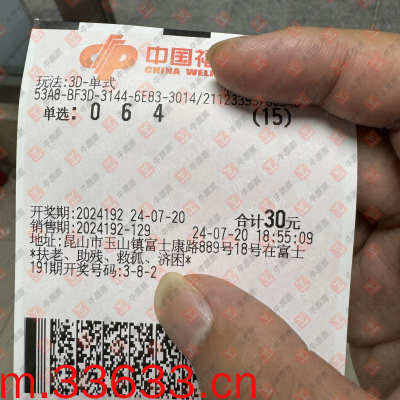 中国福
CHINA WELF
玩法:3D-单式
53A8-BF3D-3144-6E83-3014/21123395/
单选: 0 6 4 (15)
开奖期:2024192 24-07-20 合计30元
销售期:2024192-129 24-07-20 18:55:09
地址:昆山市玉山镇富士康路889号18号在富士
*扶老、助残、救孤、济困*
191期开奖号码:3-8-2
m.33633.cn